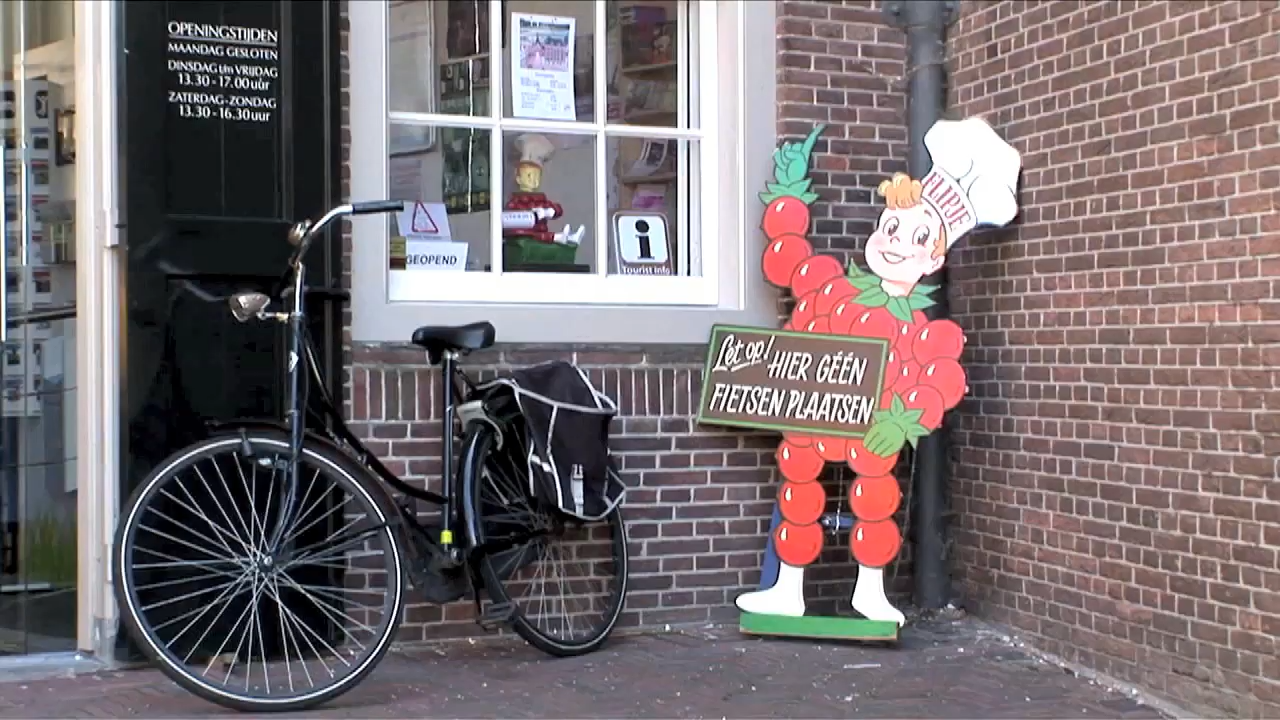 OPENINGSTIJDEN
MAANDAG GESLOTEN
DINSDAG t/m VRIJDAG
13.30 - 17.00 uur
ZATERDAG - ZONDAG
13.30 - 16.30 uur
GEOPEND
i
Tourist Info
FLIPJE
Let op! HIER GÉÉN
FIETSEN PLAATSEN